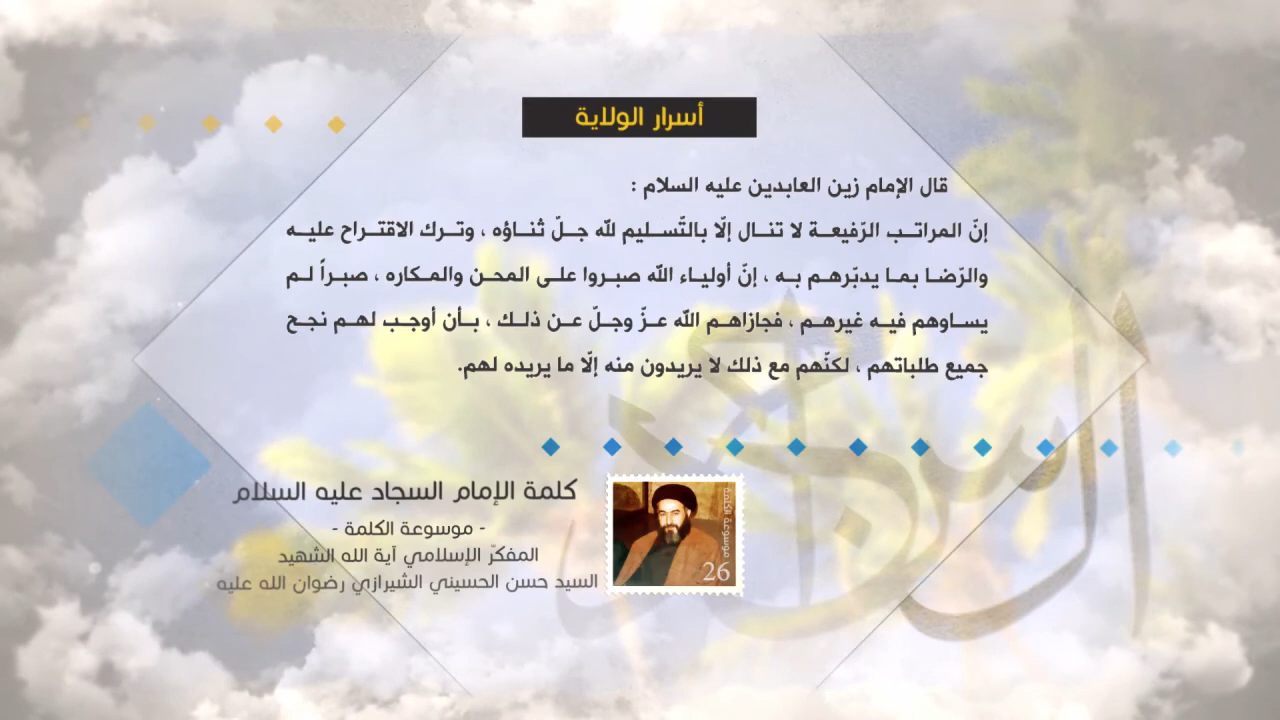 أسرار الولاية
قال الإمام زين العابدين عليه السلام :
إنّ المراتب الرّفيعة لا تنال إلّا بالتّسليم لله جلّ ثناؤه ، وترك الاقتراح عليه
والرّضا بما يدبّرهم به ، إنّ أولياء الله صبروا على المحن والمكاره ، صبراً لم
يساوهم فيه غيرهم ، فجازاهم الله عزّ وجلّ عن ذلك ، بأن أوجب لهم نجح
جميع طلباتهم ، لكنّهم مع ذلك لا يريدون منه إلّا ما يريده لهم.
كلمة الإمام السجاد عليه السلام
- موسوعة الكلمة -
المفكّر الإسلامي آية الله الشهيد
السيد حسن الحسيني الشيرازي رضوان الله عليه
موسوعة الكلمة
26